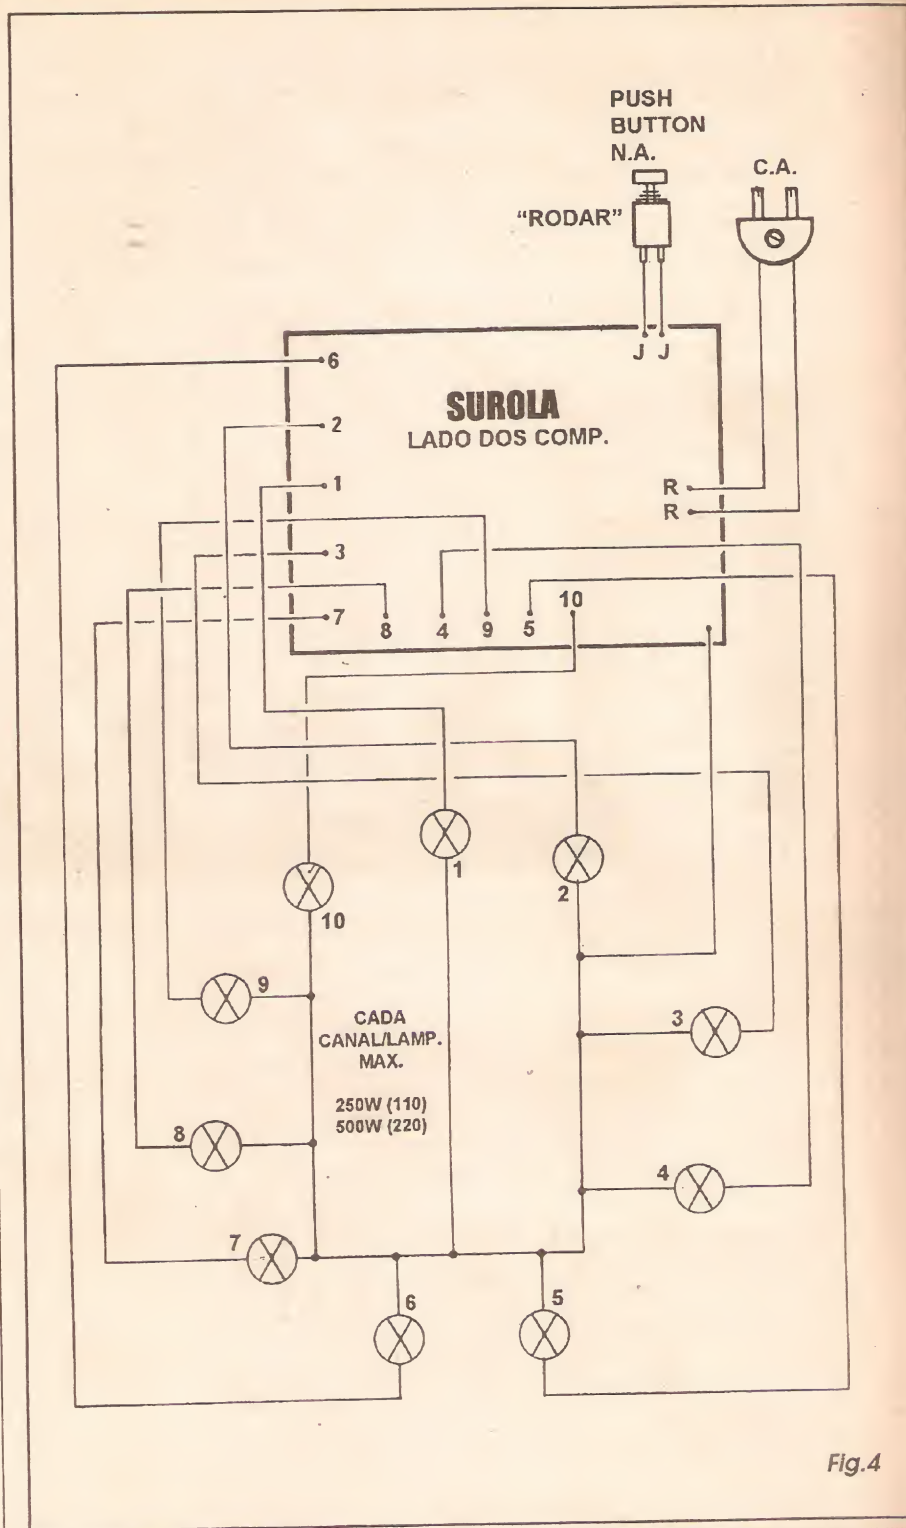 PUSH
BUTTON
N.A.
C.A.
“RODAR”
J J
6
SUROLA
LADO DOS COMP.
2
1
R
R
3
10
7
8
4
9
5
1
2
10
9
3
CADA
CANAL/LAMP.
MAX.
250W (110)
500W (220)
8
4
7
6
5
Fig.4